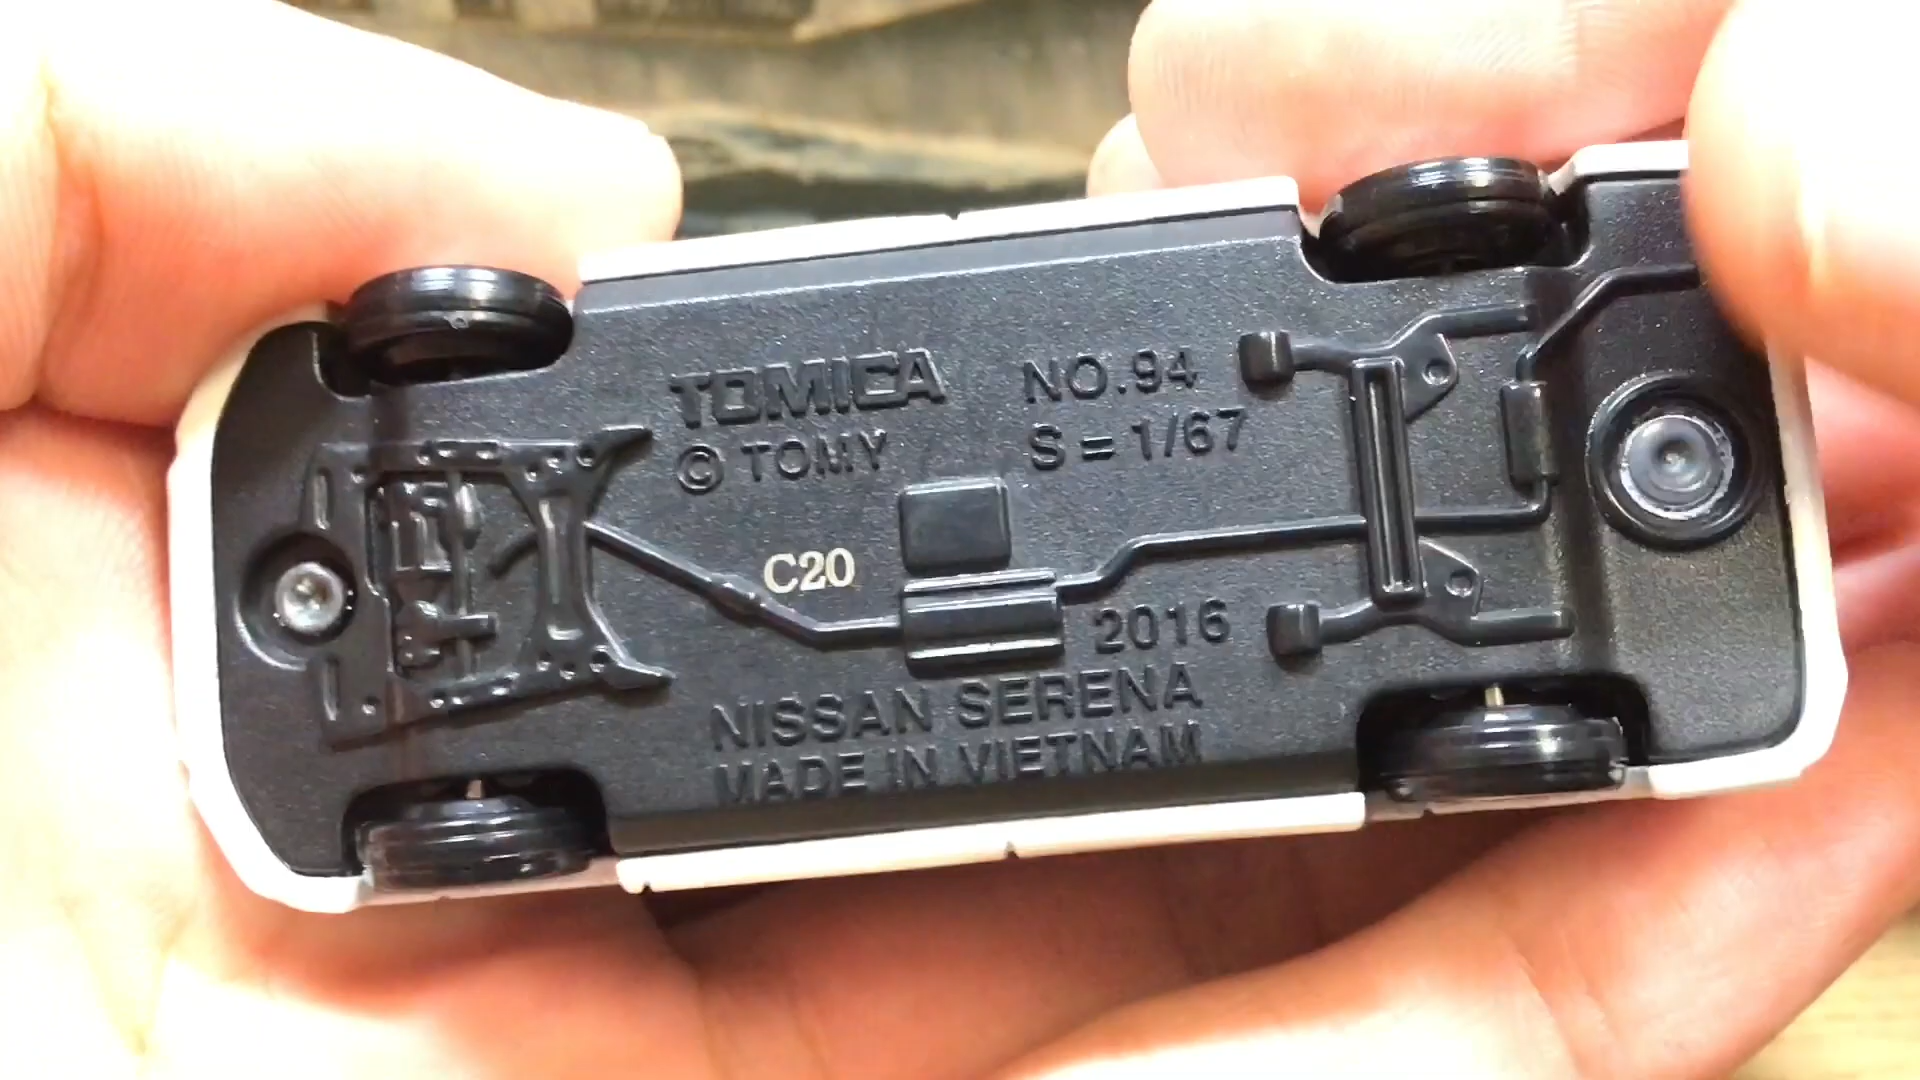 TOMICA
© TOMY
NO.94
S=1/67
C20
2016
NISSAN SERENA
MADE IN VIETNAM